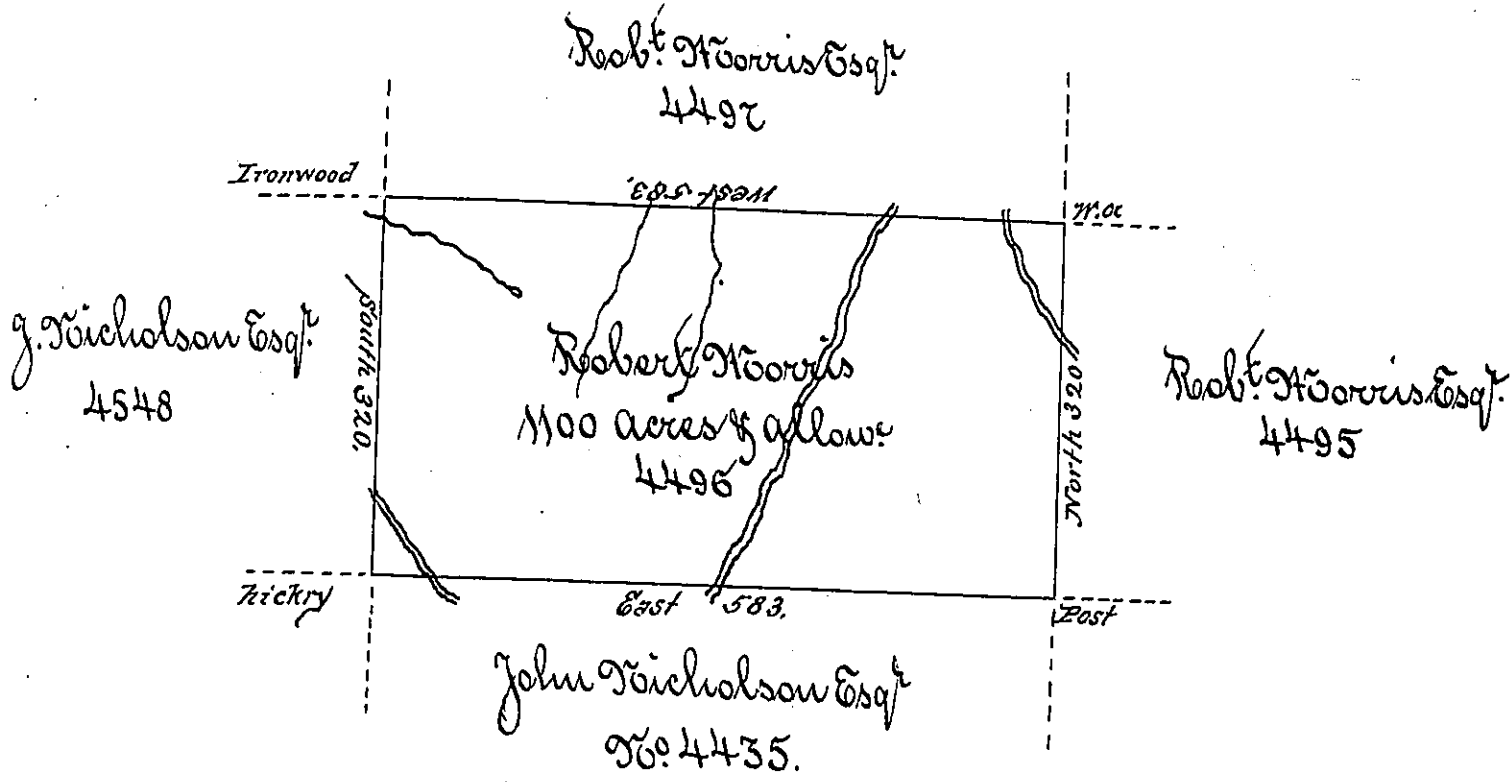 Robt. Morris Esqr.
4497
Ironwood
West 583.
W.o
J. Nicholson Esqr.
4548
South 320.
Robert Morris
1100 acres & allowe
4496
North 320
Robt. Morris Esqr.
4495
hickry
East 583.
Post
John Nicholson Esqr
No. 4435.